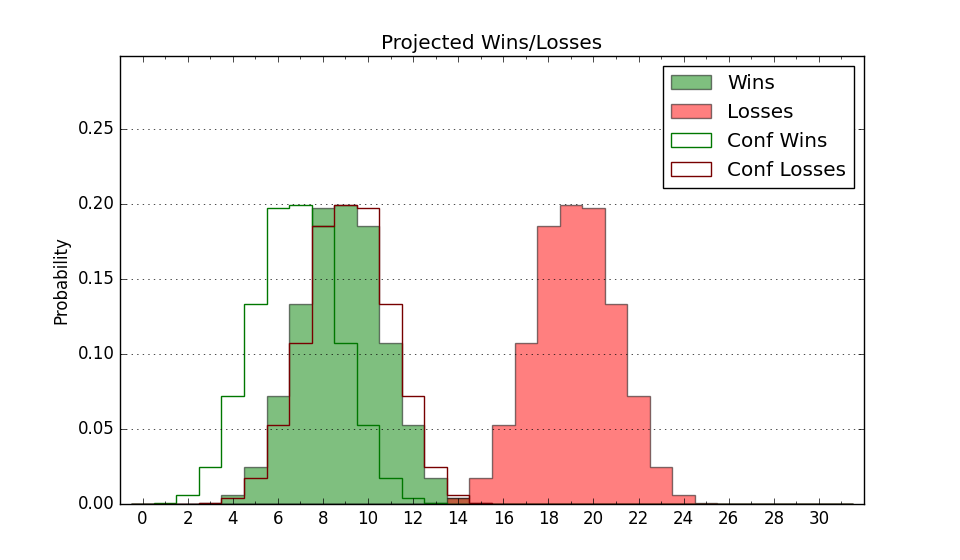 Projected Wins/Losses
Wins
Losses
Conf Wins
Conf Losses
Probability
0.25
0.20
0.15
0.10
0.05
0.00
0 2 4 6 8 10 12 14 16 18 20 22 24 26 28 30